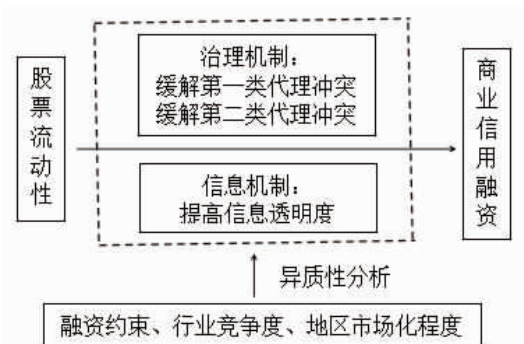 股票流动性
治理机制：
缓解第一类代理冲突
缓解第二类代理冲突
信息机制：
提高信息透明度
商业信用融资
异质性分析
融资约束、行业竞争度、地区市场化程度